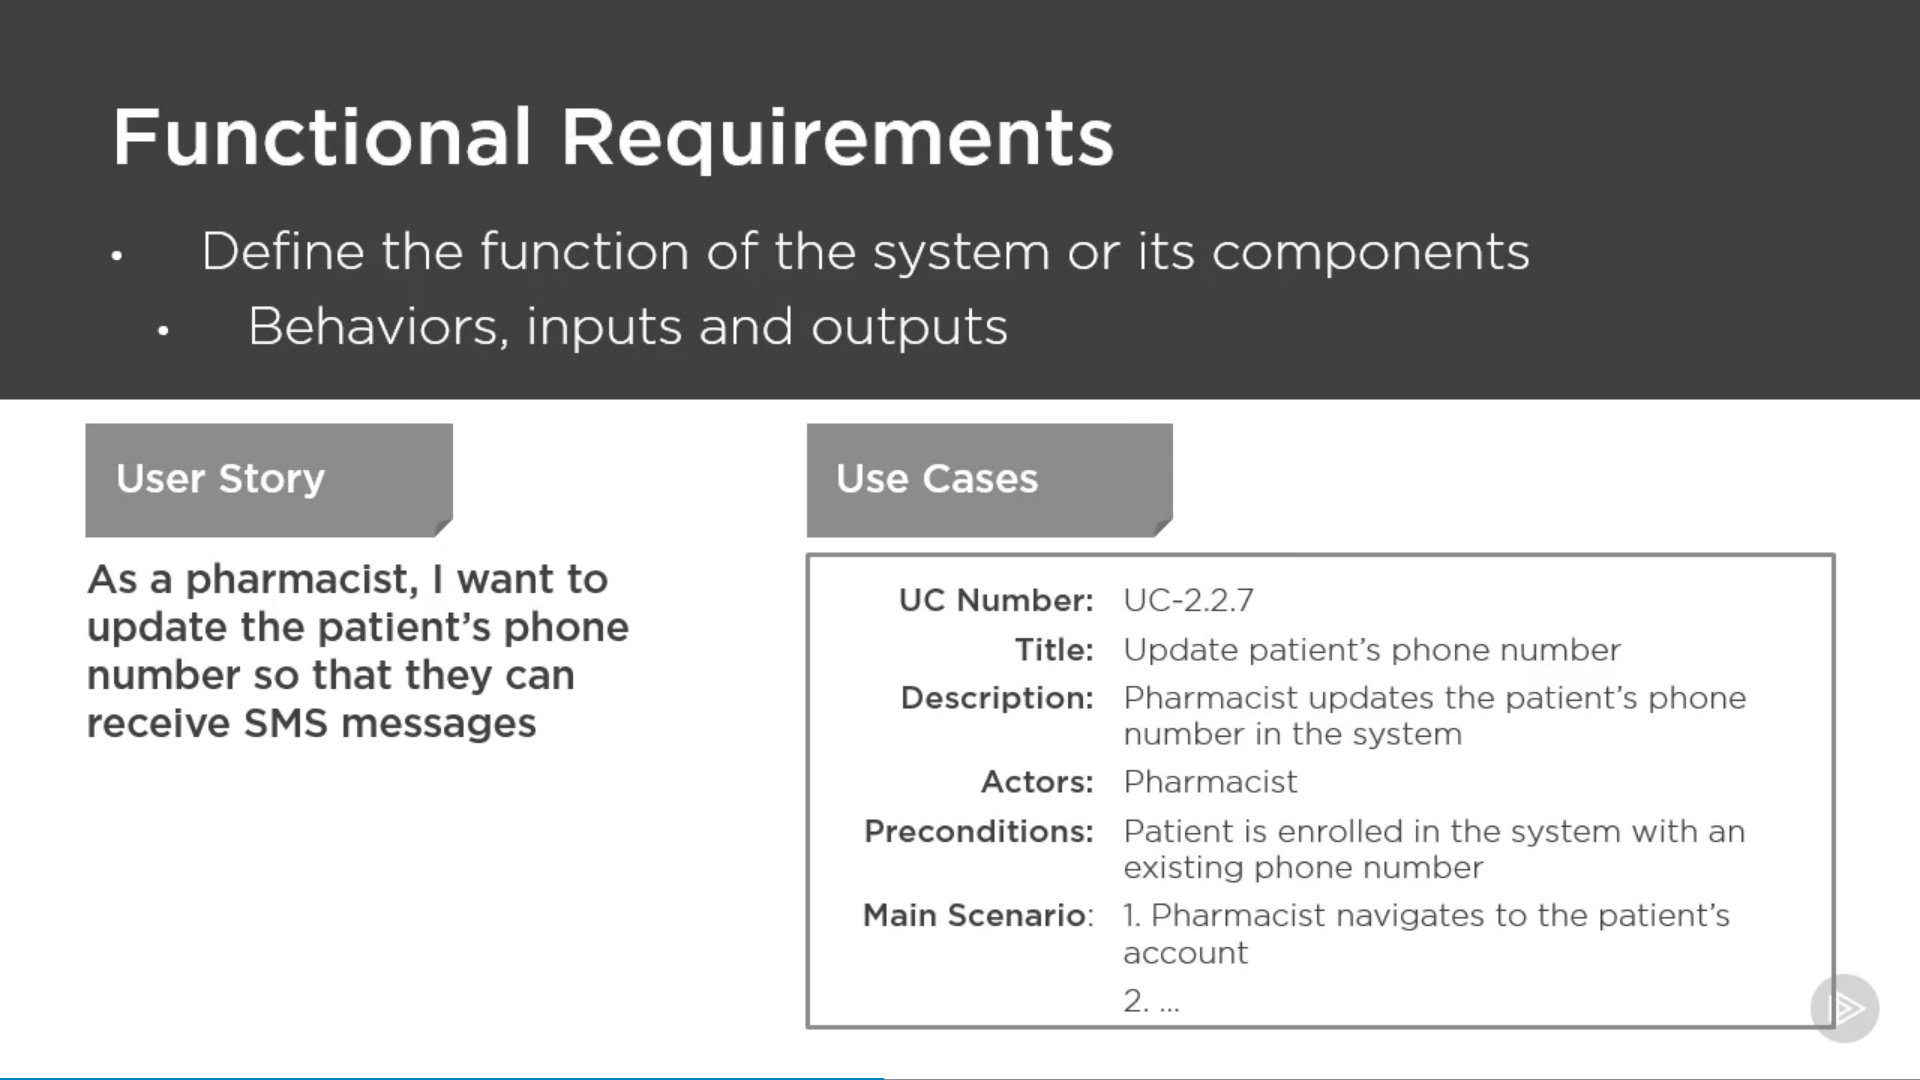 Functional Requirements
• Define the function of the system or its components
• Behaviors, inputs and outputs
User Story
As a pharmacist, I want to
update the patient’s phone
number so that they can
receive SMS messages
Use Cases
UC Number: UC-2.2.7
Title: Update patient’s phone number
Description: Pharmacist updates the patient’s phone
number in the system
Actors: Pharmacist
Preconditions: Patient is enrolled in the system with an
existing phone number
Main Scenario: 1. Pharmacist navigates to the patient’s
account
2. ...